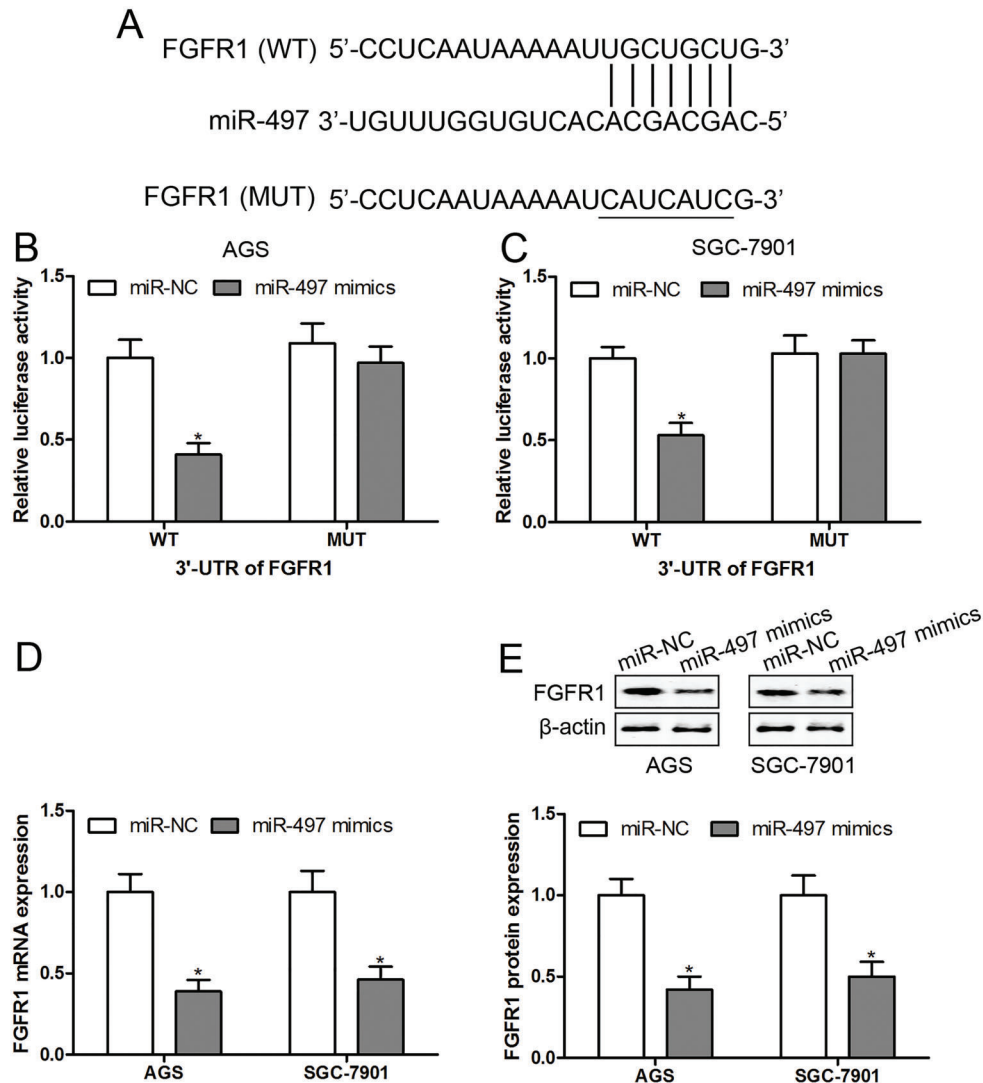 A
FGFR1 (WT) 5’-CCUCAAUAAAAAUUGCUGCUG-3’
miR-497 3’-UGUUUGGUGUCACACGACGAC-5’
FGFR1 (MUT) 5’-CCUCAAUAAAAAUCAUCAUCG-3’
B
AGS
miR-NC miR-497 mimics
Relative luciferase activity
1.5
1.0
0.5
0.0
*
WT MUT
3'-UTR of FGFR1
C
SGC-7901
miR-NC miR-497 mimics
Relative luciferase activity
1.5
1.0
0.5
0.0
*
WT MUT
3'-UTR of FGFR1
D
miR-NC miR-497 mimics
FGFR1 mRNA expression
1.5
1.0
0.5
0.0
* *
AGS SGC-7901
E
miR-NC miR-497 mimics miR-NC miR-497 mimics
FGFR1
β-actin
AGS SGC-7901
miR-NC miR-497 mimics
FGFR1 protein expression
1.5
1.0
0.5
0.0
* *
AGS SGC-7901